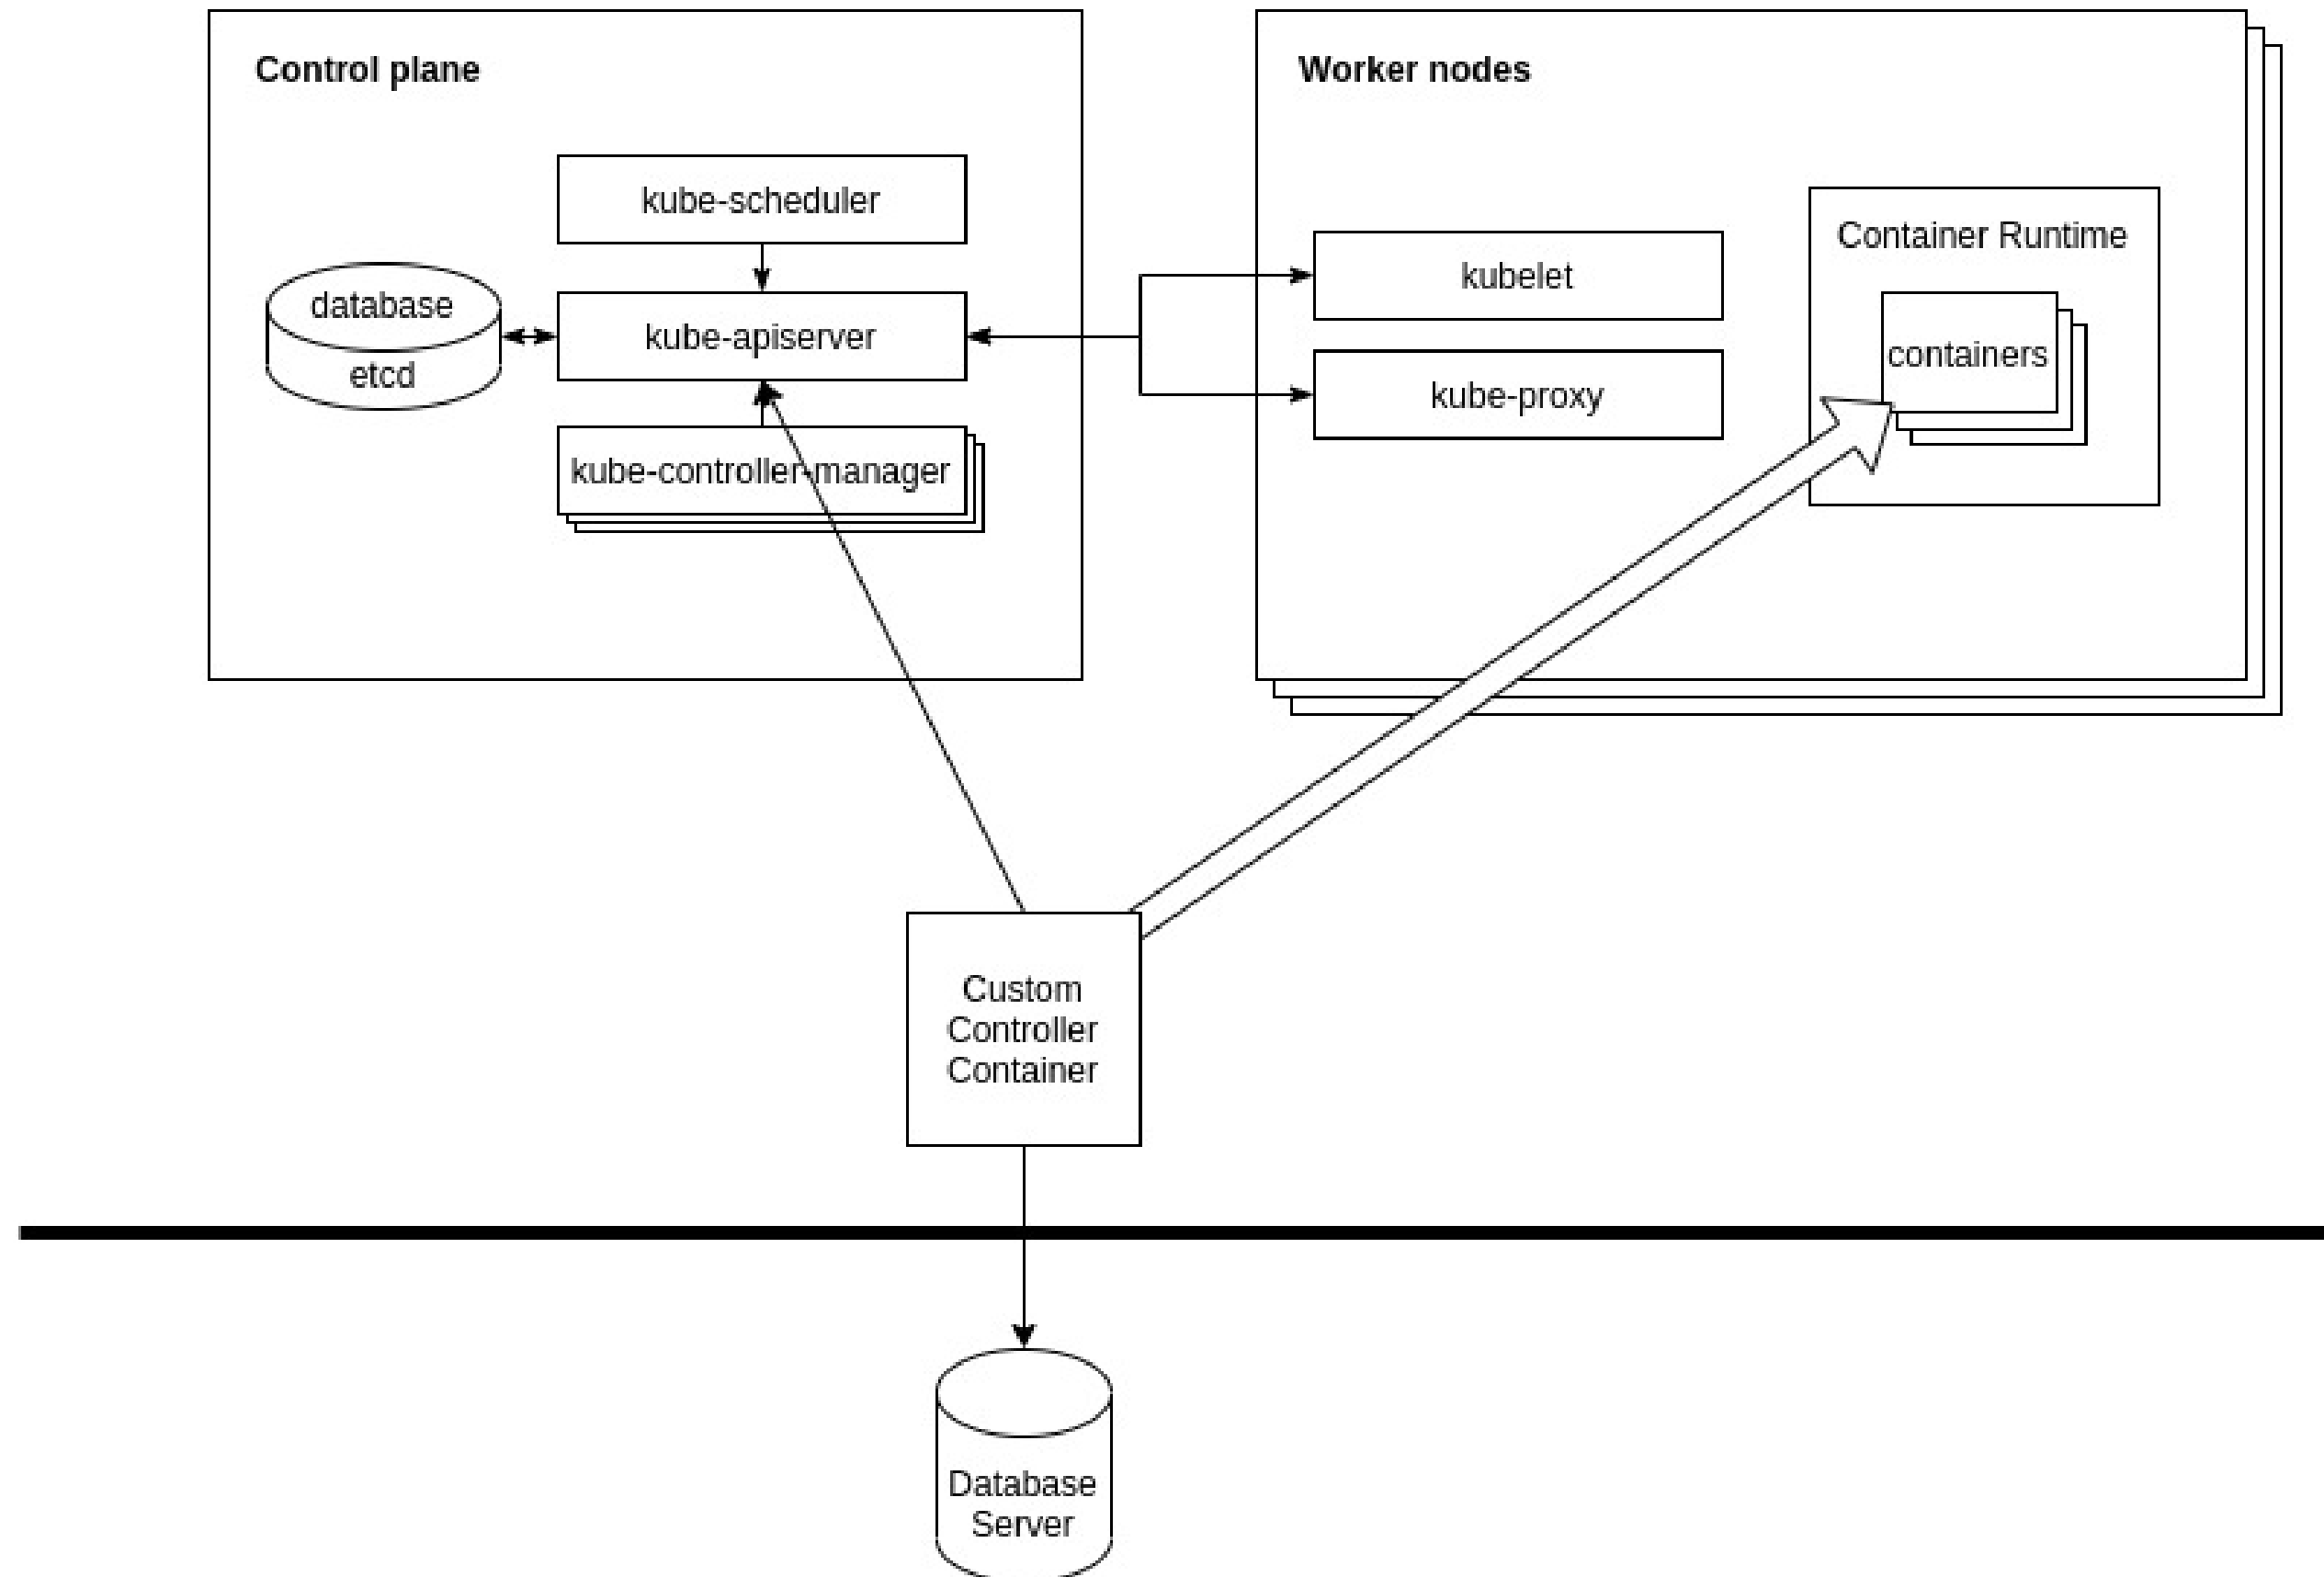 Control plane
kube-scheduler
database
etcd
kube-apiserver
kube-controller-manager
Worker nodes
kubelet
kube-proxy
Container Runtime
containers
Custom
Controller
Container
Database
Server